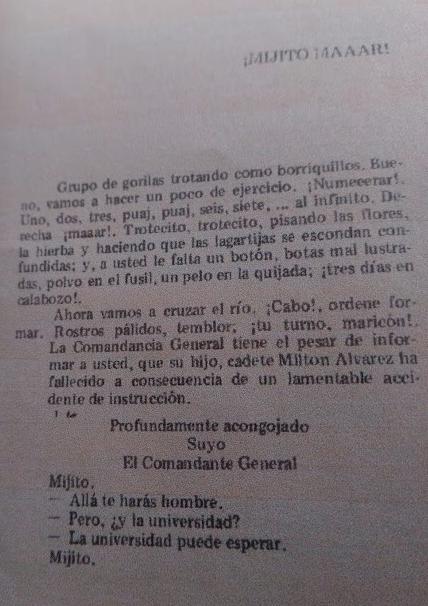 ¡MIJITO MAAAR!
Grupo de gorilas trotando como borriquillos. Bue-
no, vamos a hacer un poco de ejercicio. ¡Numeeerar!.
Uno, dos, tres, puaj, puaj, seis, siete, ... al infinito. De-
recha ¡maaar!. Trotecito, trotecito, pisando las flores,
la hierba y haciendo que las lagartijas se escondan con-
fundidas; y, a usted le falta un botón, botas mal lustra-
das, polvo en el fusil, un pelo en la quijada; ¡tres días en
calabozo!.
Ahora vamos a cruzar el río. ¡Cabo!, ordene for-
mar. Rostros pálidos, temblor, ¡tu turno, maricón!.
La Comandancia General tiene el pesar de infor-
mar a usted, que su hijo, cadete Milton Alvarez ha
fallecido a consecuencia de un lamentable acci-
dente de instrucción.
Profundamente acongojado
Suyo
El Comandante General
Mijito.
— Allá te harás hombre.
— Pero, ¿y la universidad?
— La universidad puede esperar.
Mijito.